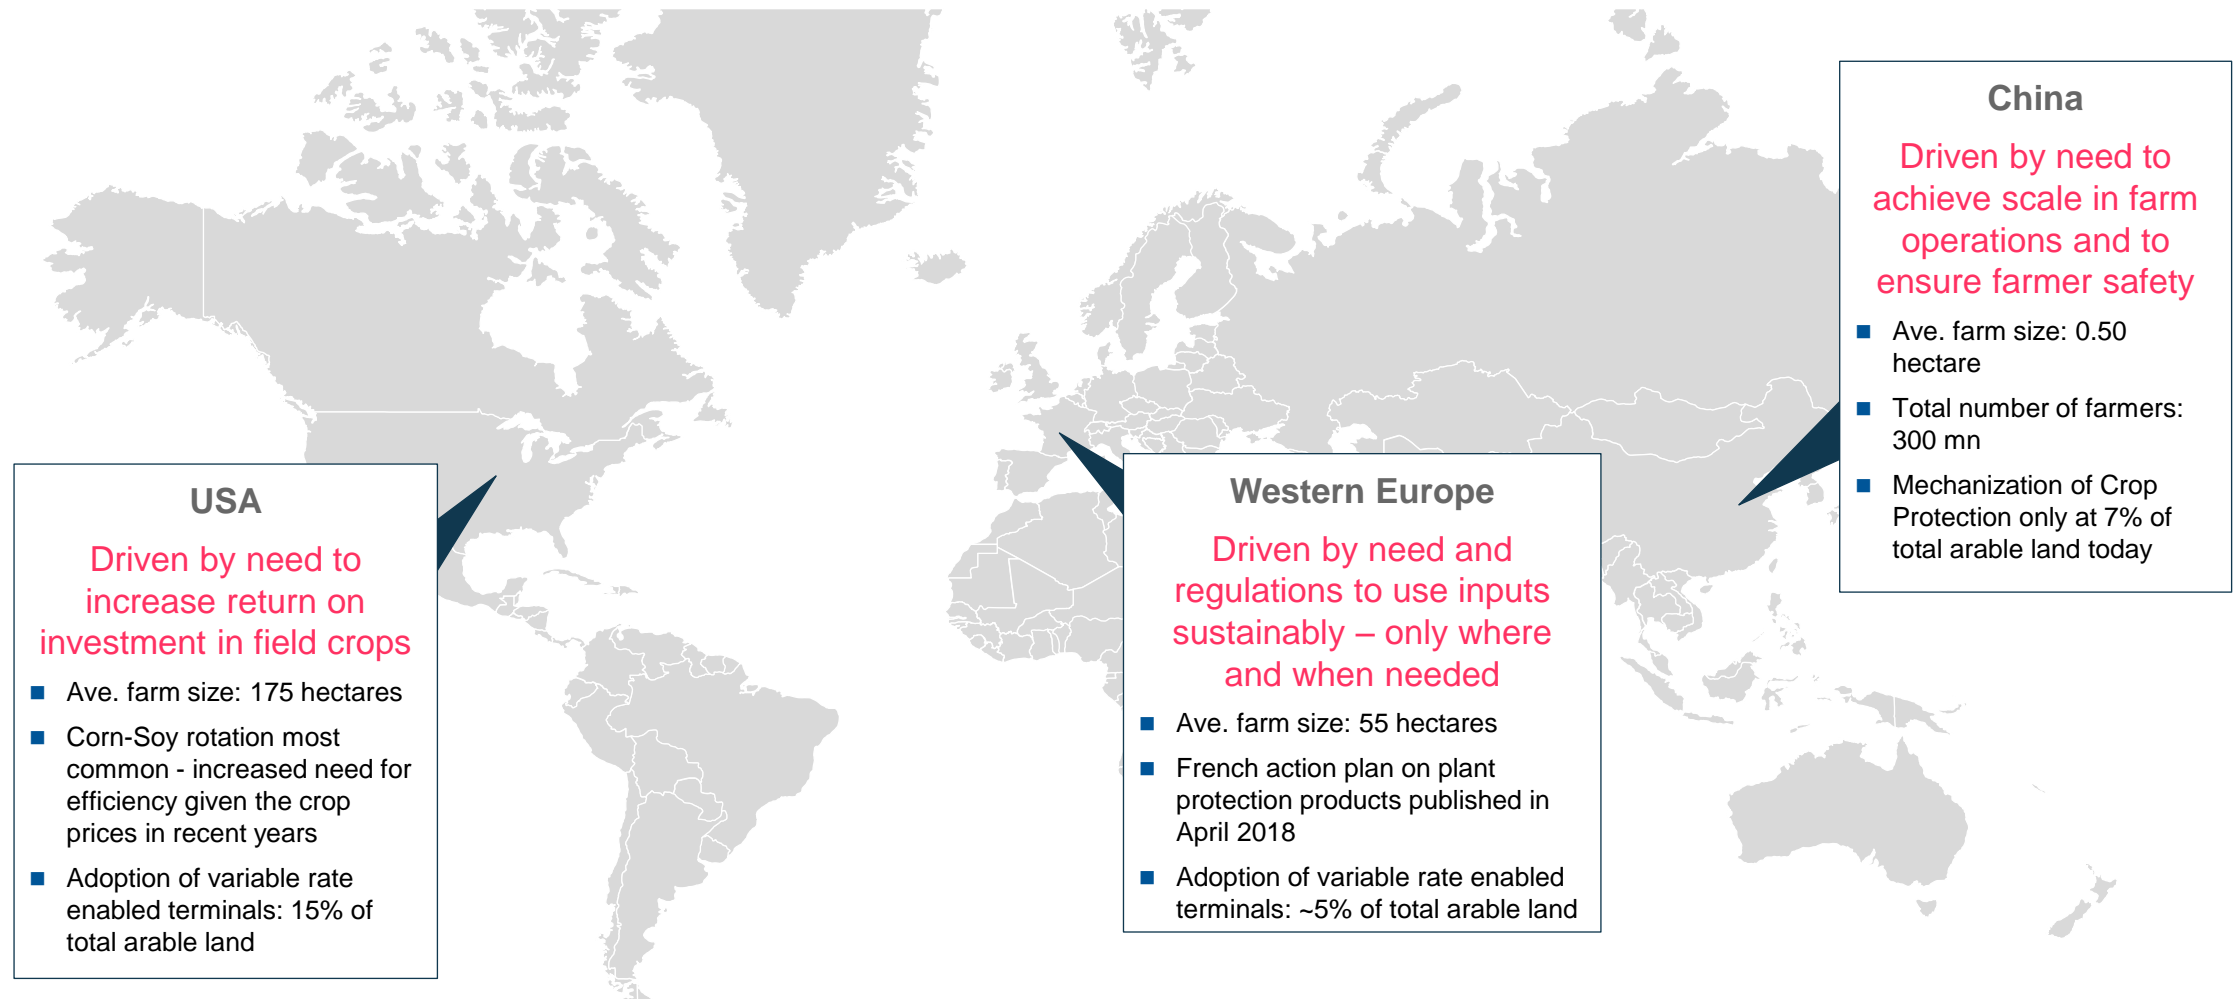 USA
Driven by need to
increase return on
investment in field crops
Ave. farm size: 175 hectares
Corn-Soy rotation most
common - increased need for
efficiency given the crop
prices in recent years
Adoption of variable rate
enabled terminals: 15% of
total arable land
Western Europe
Driven by need and
regulations to use inputs
sustainably – only where
and when needed
Ave. farm size: 55 hectares
French action plan on plant
protection products published in
April 2018
Adoption of variable rate enabled
terminals: ~5% of total arable land
China
Driven by need to
achieve scale in farm
operations and to
ensure farmer safety
Ave. farm size: 0.50
hectare
Total number of farmers:
300 mn
Mechanization of Crop
Protection only at 7% of
total arable land today